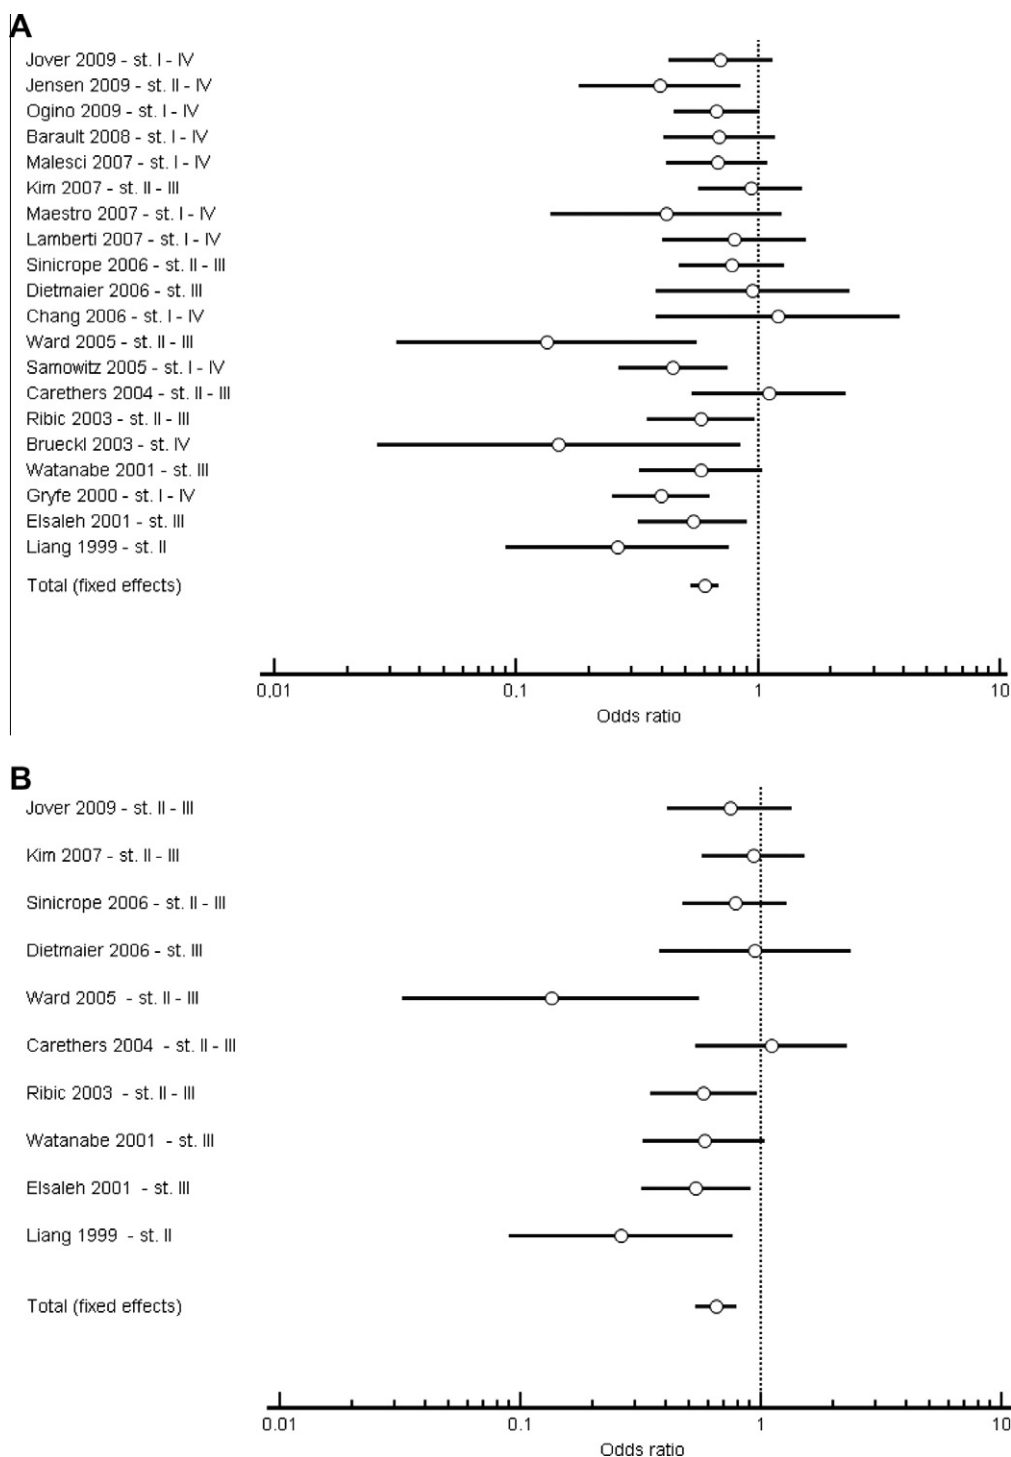 A
Jover 2009 - st. I - IV
Jensen 2009 - st. II - IV
Ogino 2009 - st. I - IV
Barault 2008 - st. I - IV
Malesci 2007 - st. I - IV
Kim 2007 - st. II - III
Maestro 2007 - st. I - IV
Lamberti 2007 - st. I - IV
Sinicrope 2006 - st. II - III
Dietmaier 2006 - st. III
Chang 2006 - st. I - IV
Ward 2005 - st. II - III
Samowitz 2005 - st. I - IV
Carethers 2004 - st. II - III
Ribic 2003 - st. II - III
Brueckl 2003 - st. IV
Watanabe 2001 - st. III
Gryfe 2000 - st. I - IV
Elsaleh 2001 - st. III
Liang 1999 - st. II
Total (fixed effects)
0.01 0.1 1 10
Odds ratio
B
Jover 2009 - st. II - III
Kim 2007 - st. II - III
Sinicrope 2006 - st. II - III
Dietmaier 2006 - st. III
Ward 2005 - st. II - III
Carethers 2004 - st. II - III
Ribic 2003 - st. II - III
Watanabe 2001 - st. III
Elsaleh 2001 - st. III
Liang 1999 - st. II
Total (fixed effects)
0.01 0.1 1 10
Odds ratio